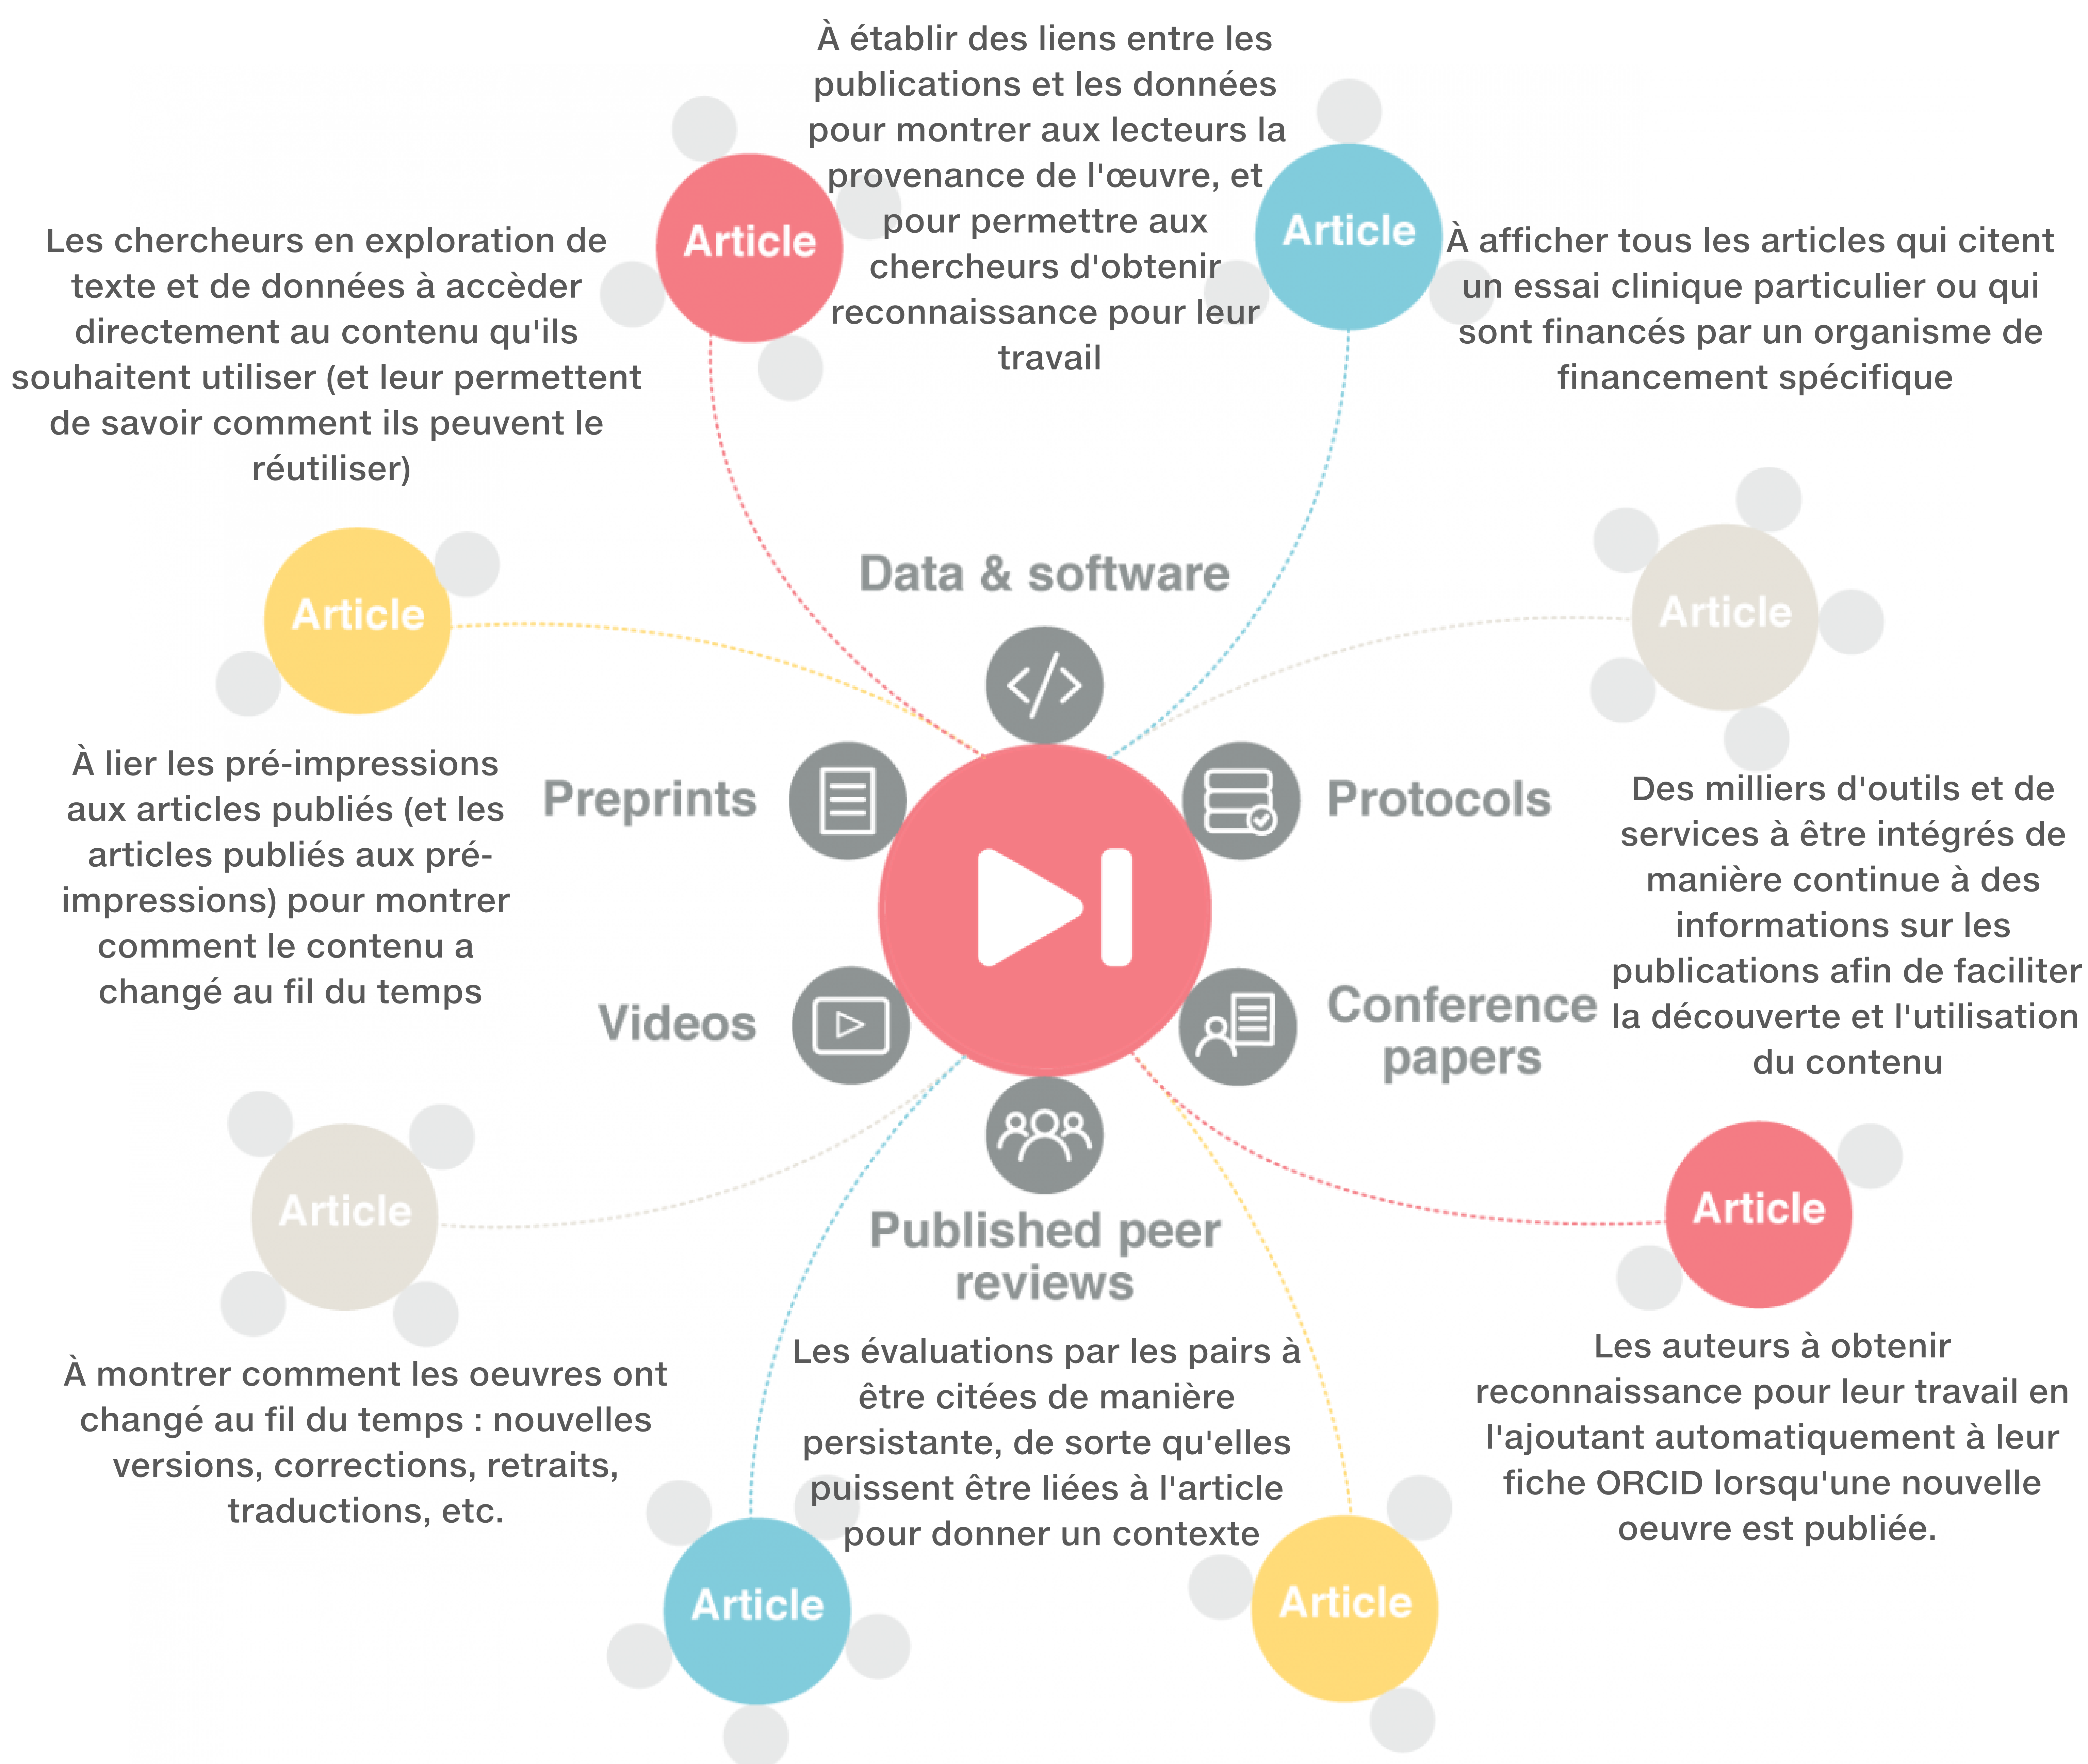 À établir des liens entre les
publications et les données
pour montrer aux lecteurs la
provenance de l'œuvre, et
pour permettre aux
chercheurs d'obtenir
reconnaissance pour leur
travail
Article
Article
Les chercheurs en exploration de
texte et de données à accèder
directement au contenu qu'ils
souhaitent utiliser (et leur permettent
de savoir comment ils peuvent le
réutiliser)
À afficher tous les articles qui citent
un essai clinique particulier ou qui
sont financés par un organisme de
financement spécifique
Article
Data & software
Article
À lier les pré-impressions
aux articles publiés (et les
articles publiés aux pré-
impressions) pour montrer
comment le contenu a
changé au fil du temps
Preprints
Protocols
Des milliers d'outils et de
services à être intégrés de
manière continue à des
informations sur les
publications afin de faciliter
la découverte et l'utilisation
du contenu
Videos
Conference
papers
Article
Published peer
reviews
Article
À montrer comment les oeuvres ont
changé au fil du temps : nouvelles
versions, corrections, retraits,
traductions, etc.
Les évaluations par les pairs à
être citées de manière
persistante, de sorte qu'elles
puissent être liées à l'article
pour donner un contexte
Les auteurs à obtenir
reconnaissance pour leur travail en
l'ajoutant automatiquement à leur
fiche ORCID lorsqu'une nouvelle
oeuvre est publiée.
Article
Article